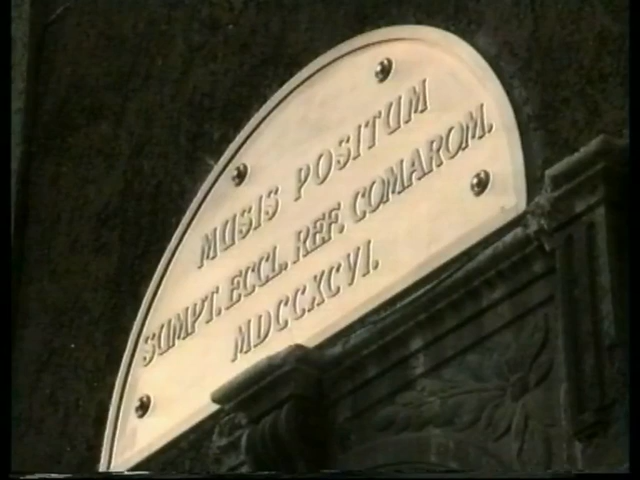 MUSIS POSITUM
SUMPT. ECCL. REF. COMAROM.
MDCCXCVI.